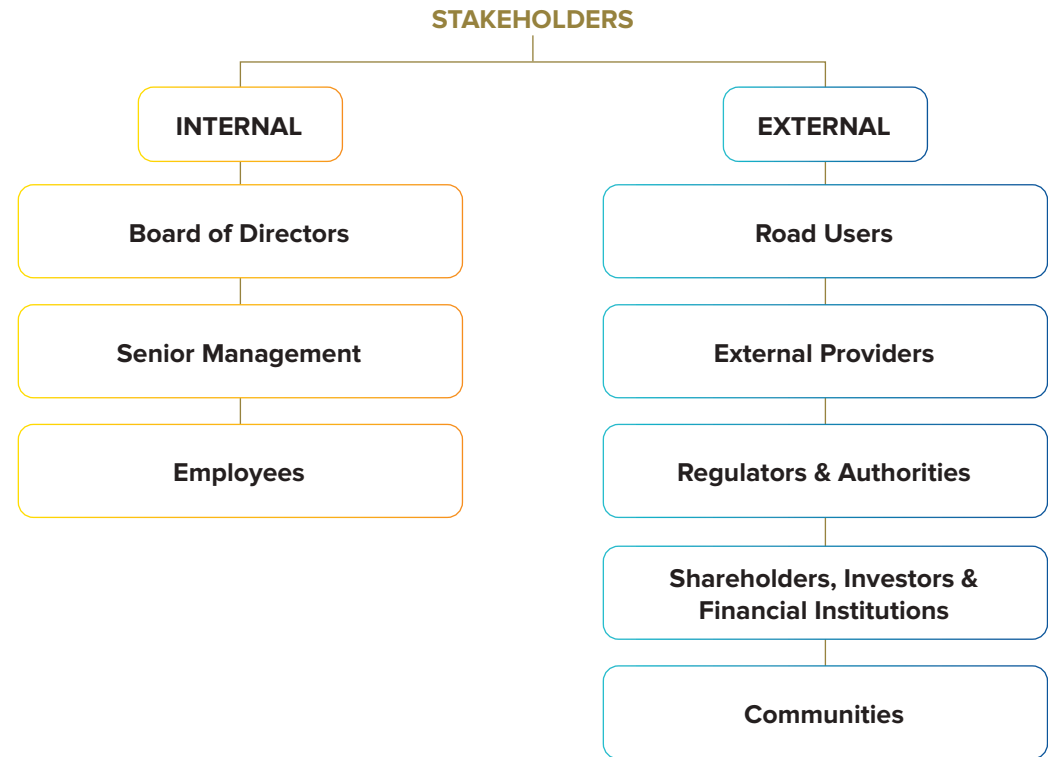 STAKEHOLDERS
INTERNAL
Board of Directors
Senior Management
Employees
EXTERNAL
Road Users
External Providers
Regulators & Authorities
Shareholders, Investors &
Financial Institutions
Communities